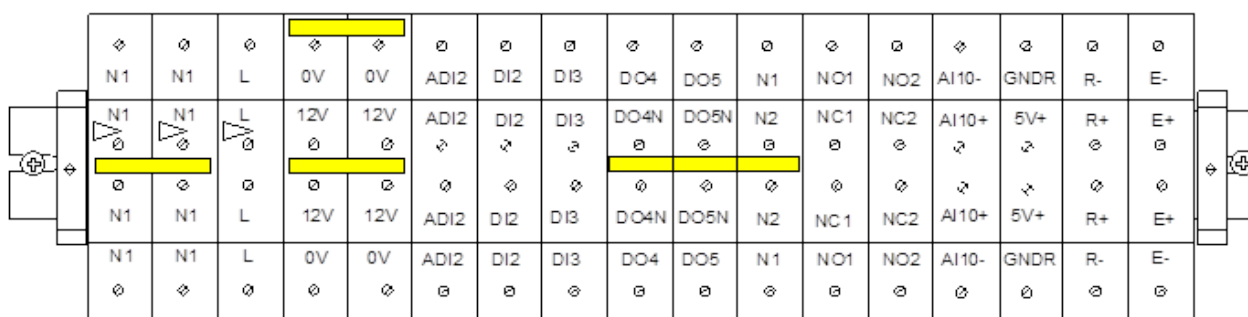 N1 N1 L 0V 0V ADI2 DI2 DI3 DO4 DO5 N1 NO1 NO2 AI10- GNDR R- E-
N1 N1 L 12V 12V ADI2 DI2 DI3 DO4N DO5N N2 NC1 NC2 AI10+ 5V+ R+ E+
N1 N1 L 12V 12V ADI2 DI2 DI3 DO4N DO5N N2 NC1 NC2 AI10+ 5V+ R+ E+
N1 N1 L 0V 0V ADI2 DI2 DI3 DO4 DO5 N1 NO1 NO2 AI10- GNDR R- E-